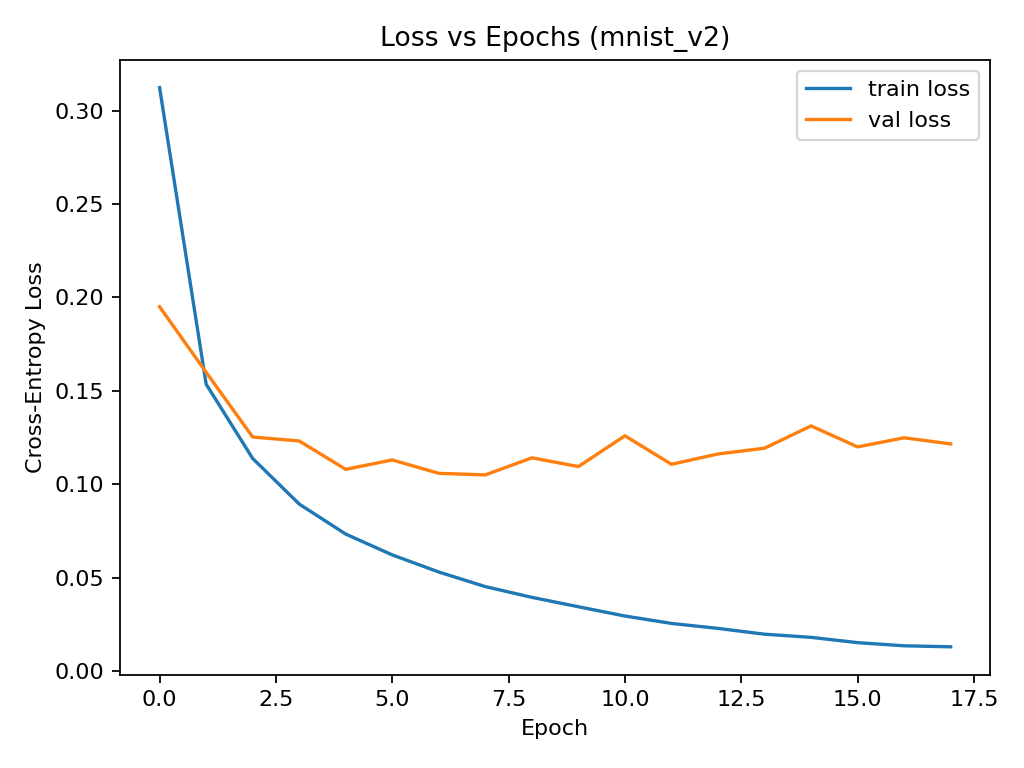 Loss vs Epochs (mnist_v2)
train loss
val loss
Cross-Entropy Loss
0.30
0.25
0.20
0.15
0.10
0.05
0.00
0.0 2.5 5.0 7.5 10.0 12.5 15.0 17.5
Epoch